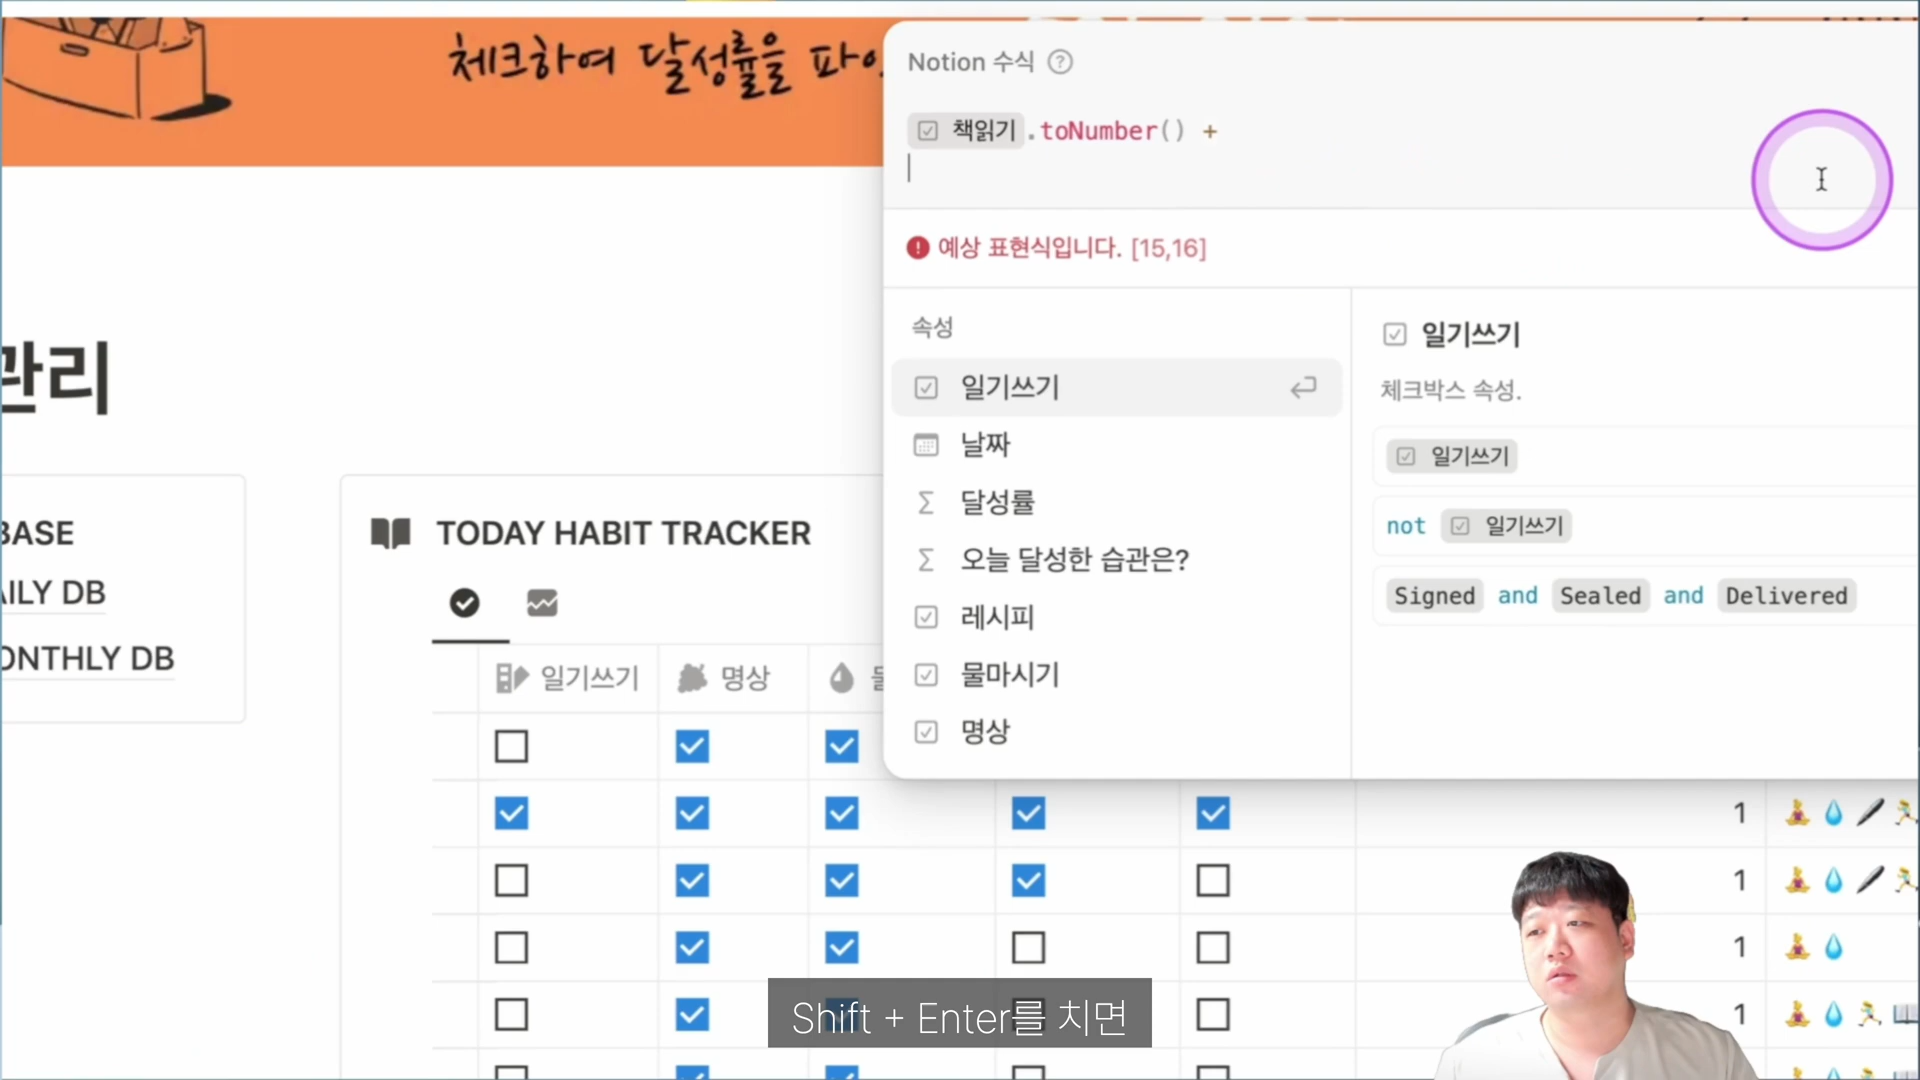 체크하여 달성률을
Notion 수식
책읽기.toNumber() +
예상 표현식입니다. [15,16]
속성
일기쓰기
날짜
달성률
오늘 달성한 습관은?
레시피
물마시기
명상
일기쓰기
체크박스 속성.
일기쓰기
not 일기쓰기
Signed and Sealed and Delivered
관리
BASE
AILY DB
ONTHLY DB
TODAY HABIT TRACKER
일기쓰기 명상
1
1
1
1
Shift + Enter를 치면